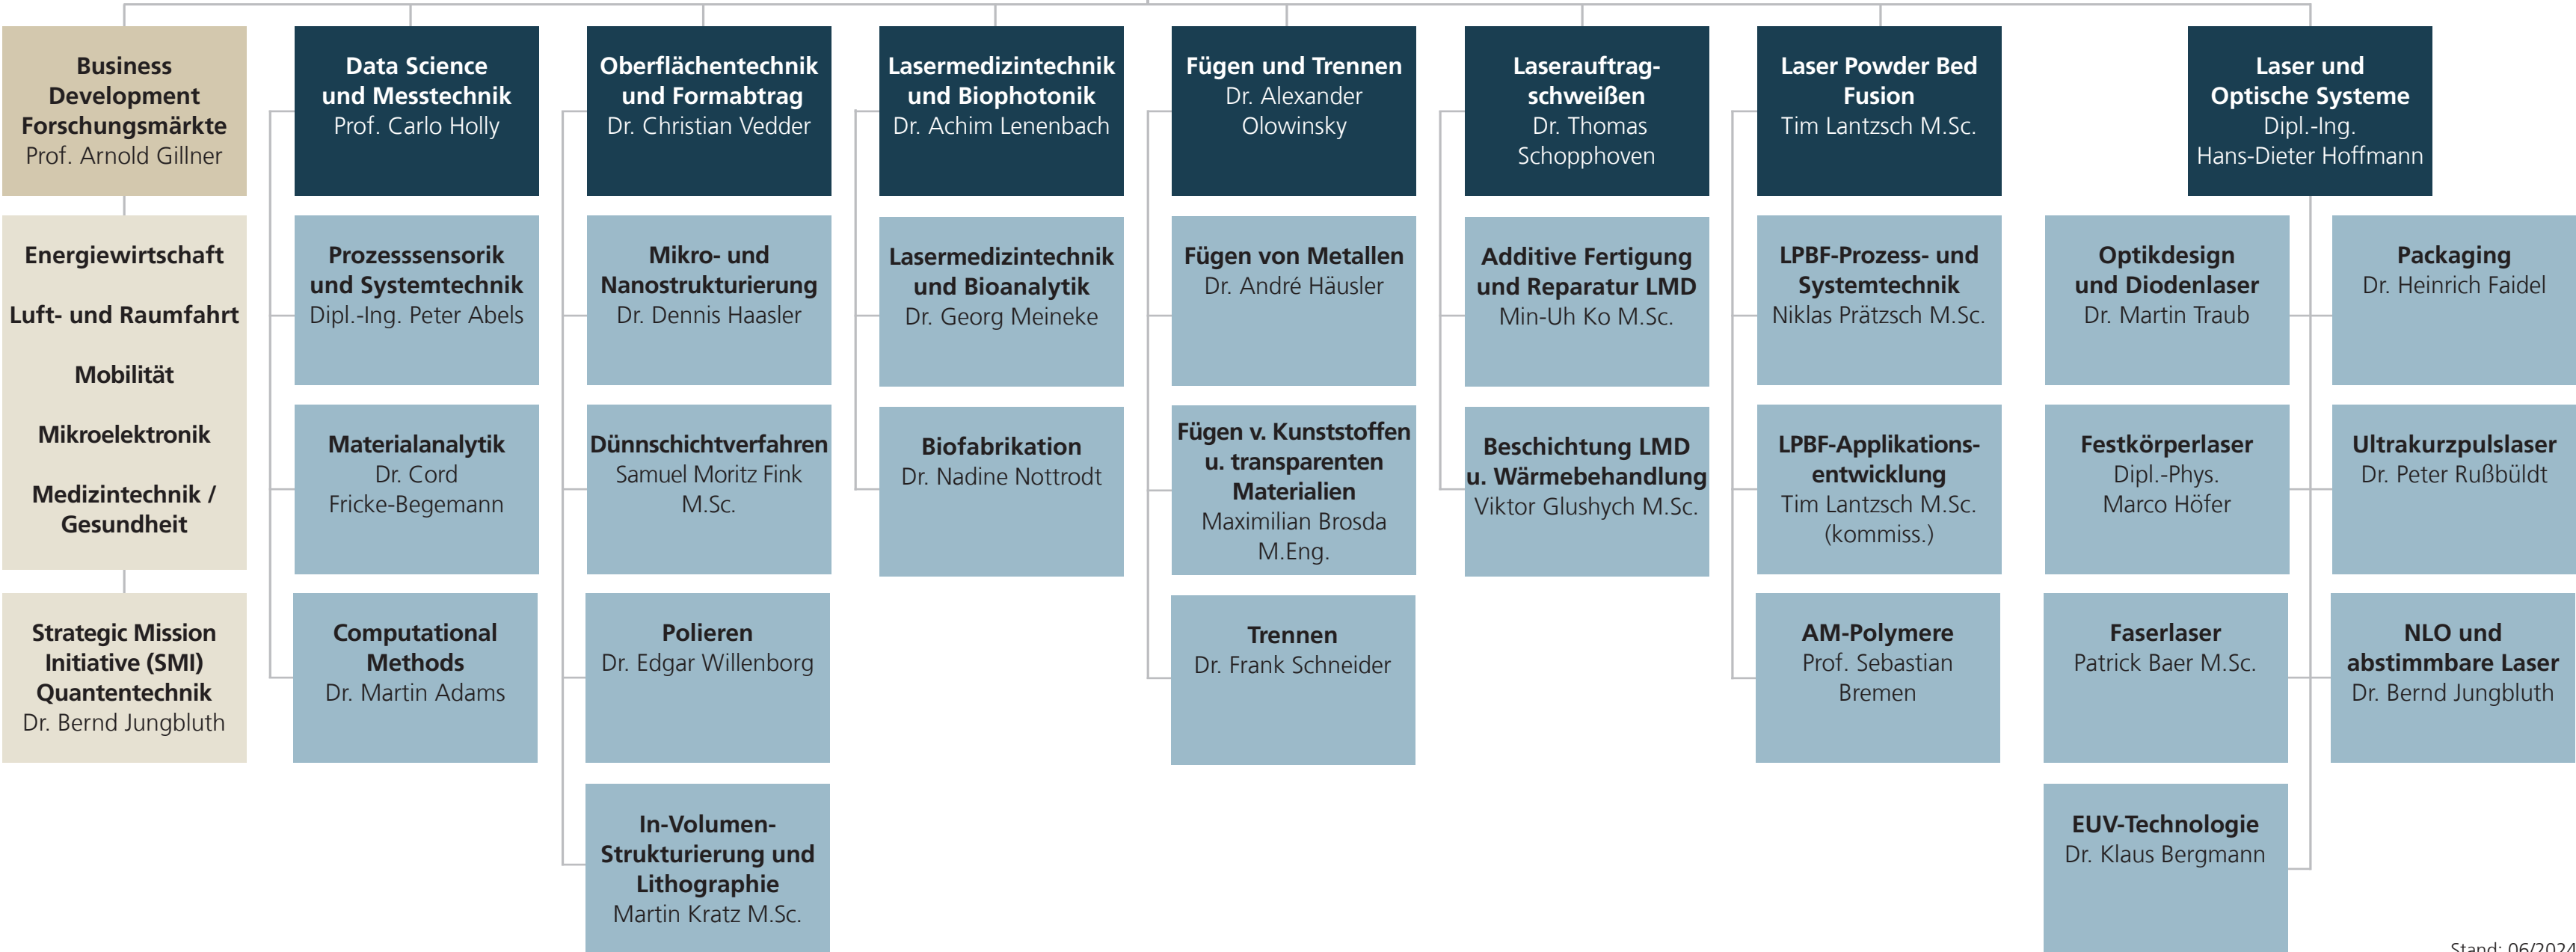 Business
Development
Forschungsmärkte
Prof. Arnold Gillner
Energiewirtschaft
Luft- und Raumfahrt
Mobilität
Mikroelektronik
Medizintechnik /
Gesundheit
Strategic Mission
Initiative (SMI)
Quantentechnik
Dr. Bernd Jungbluth
Data Science
und Messtechnik
Prof. Carlo Holly
Prozesssensorik
und Systemtechnik
Dipl.-Ing. Peter Abels
Materialanalytik
Dr. Cord
Fricke-Begemann
Computational
Methods
Dr. Martin Adams
Oberflächentechnik
und Formabtrag
Dr. Christian Vedder
Mikro- und
Nanostrukturierung
Dr. Dennis Haasler
Dünnschichtverfahren
Samuel Moritz Fink
M.Sc.
Polieren
Dr. Edgar Willenborg
In-Volumen-
Strukturierung und
Lithographie
Martin Kratz M.Sc.
Lasermedizintechnik
und Biophotonik
Dr. Achim Lenenbach
Lasermedizintechnik
und Bioanalytik
Dr. Georg Meineke
Biofabrikation
Dr. Nadine Nottrodt
Fügen und Trennen
Dr. Alexander
Olowinsky
Fügen von Metallen
Dr. André Häusler
Fügen v. Kunststoffen
u. transparenten
Materialien
Maximilian Brosda
M.Eng.
Trennen
Dr. Frank Schneider
Laserauftrag-
schweißen
Dr. Thomas
Schopphoven
Additive Fertigung
und Reparatur LMD
Min-Uh Ko M.Sc.
Beschichtung LMD
u. Wärmebehandlung
Viktor Glushych M.Sc.
Laser Powder Bed
Fusion
Tim Lantzsch M.Sc.
LPBF-Prozess- und
Systemtechnik
Niklas Prätzsch M.Sc.
LPBF-Applikations-
entwicklung
Tim Lantzsch M.Sc.
(kommiss.)
AM-Polymere
Prof. Sebastian
Bremen
Laser und
Optische Systeme
Dipl.-Ing.
Hans-Dieter Hoffmann
Optikdesign
und Diodenlaser
Dr. Martin Traub
Packaging
Dr. Heinrich Faidel
Festkörperlaser
Dipl.-Phys.
Marco Höfer
Ultrakurzpulslaser
Dr. Peter Rußbüldt
Faserlaser
Patrick Baer M.Sc.
NLO und
abstimmbare Laser
Dr. Bernd Jungbluth
EUV-Technologie
Dr. Klaus Bergmann
Stand: 06/2024